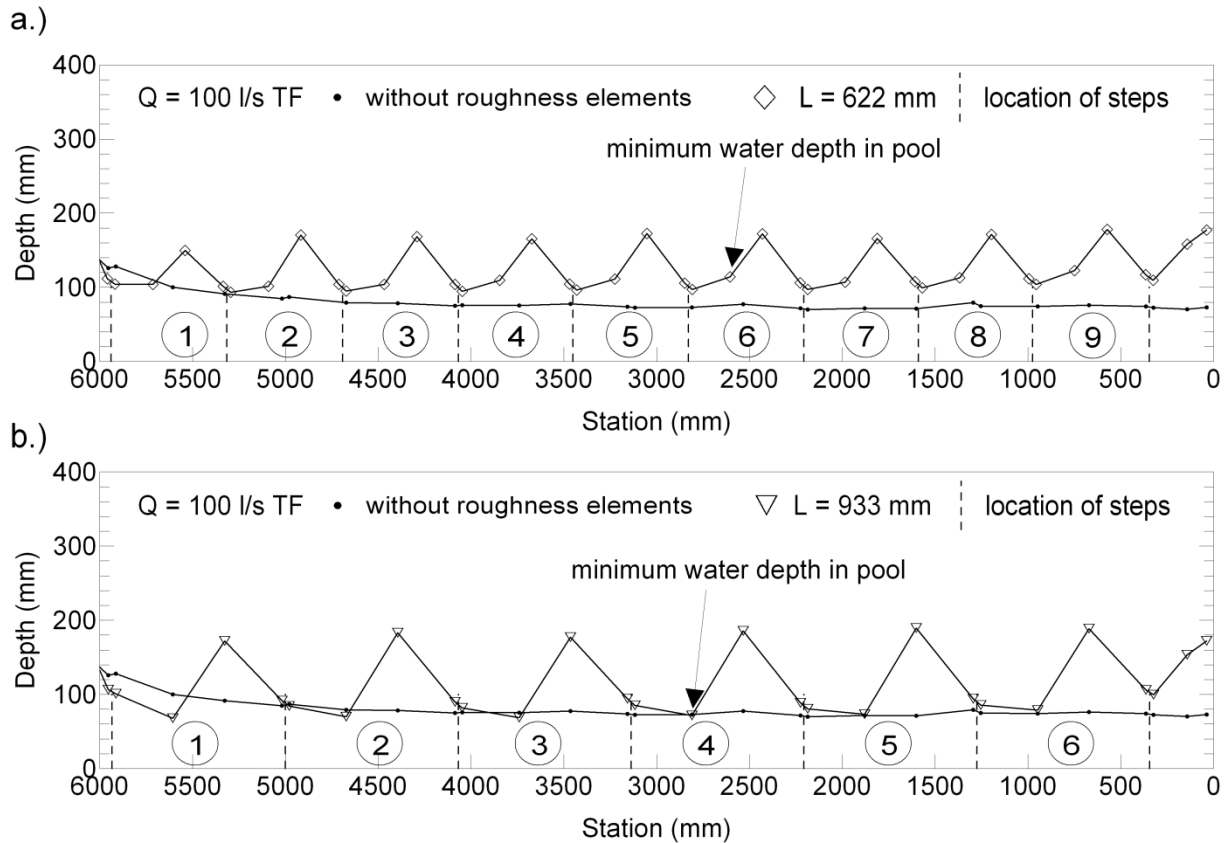 a.)
400
300
200
100
0
Depth (mm)
Q = 100 l/s TF • without roughness elements ◇ L = 622 mm location of steps
minimum water depth in pool
1 2 3 4 5 6 7 8 9
6000 5500 5000 4500 4000 3500 3000 2500 2000 1500 1000 500 0
Station (mm)
b.)
400
300
200
100
0
Depth (mm)
Q = 100 l/s TF • without roughness elements ▽ L = 933 mm location of steps
minimum water depth in pool
1 2 3 4 5 6
6000 5500 5000 4500 4000 3500 3000 2500 2000 1500 1000 500 0
Station (mm)